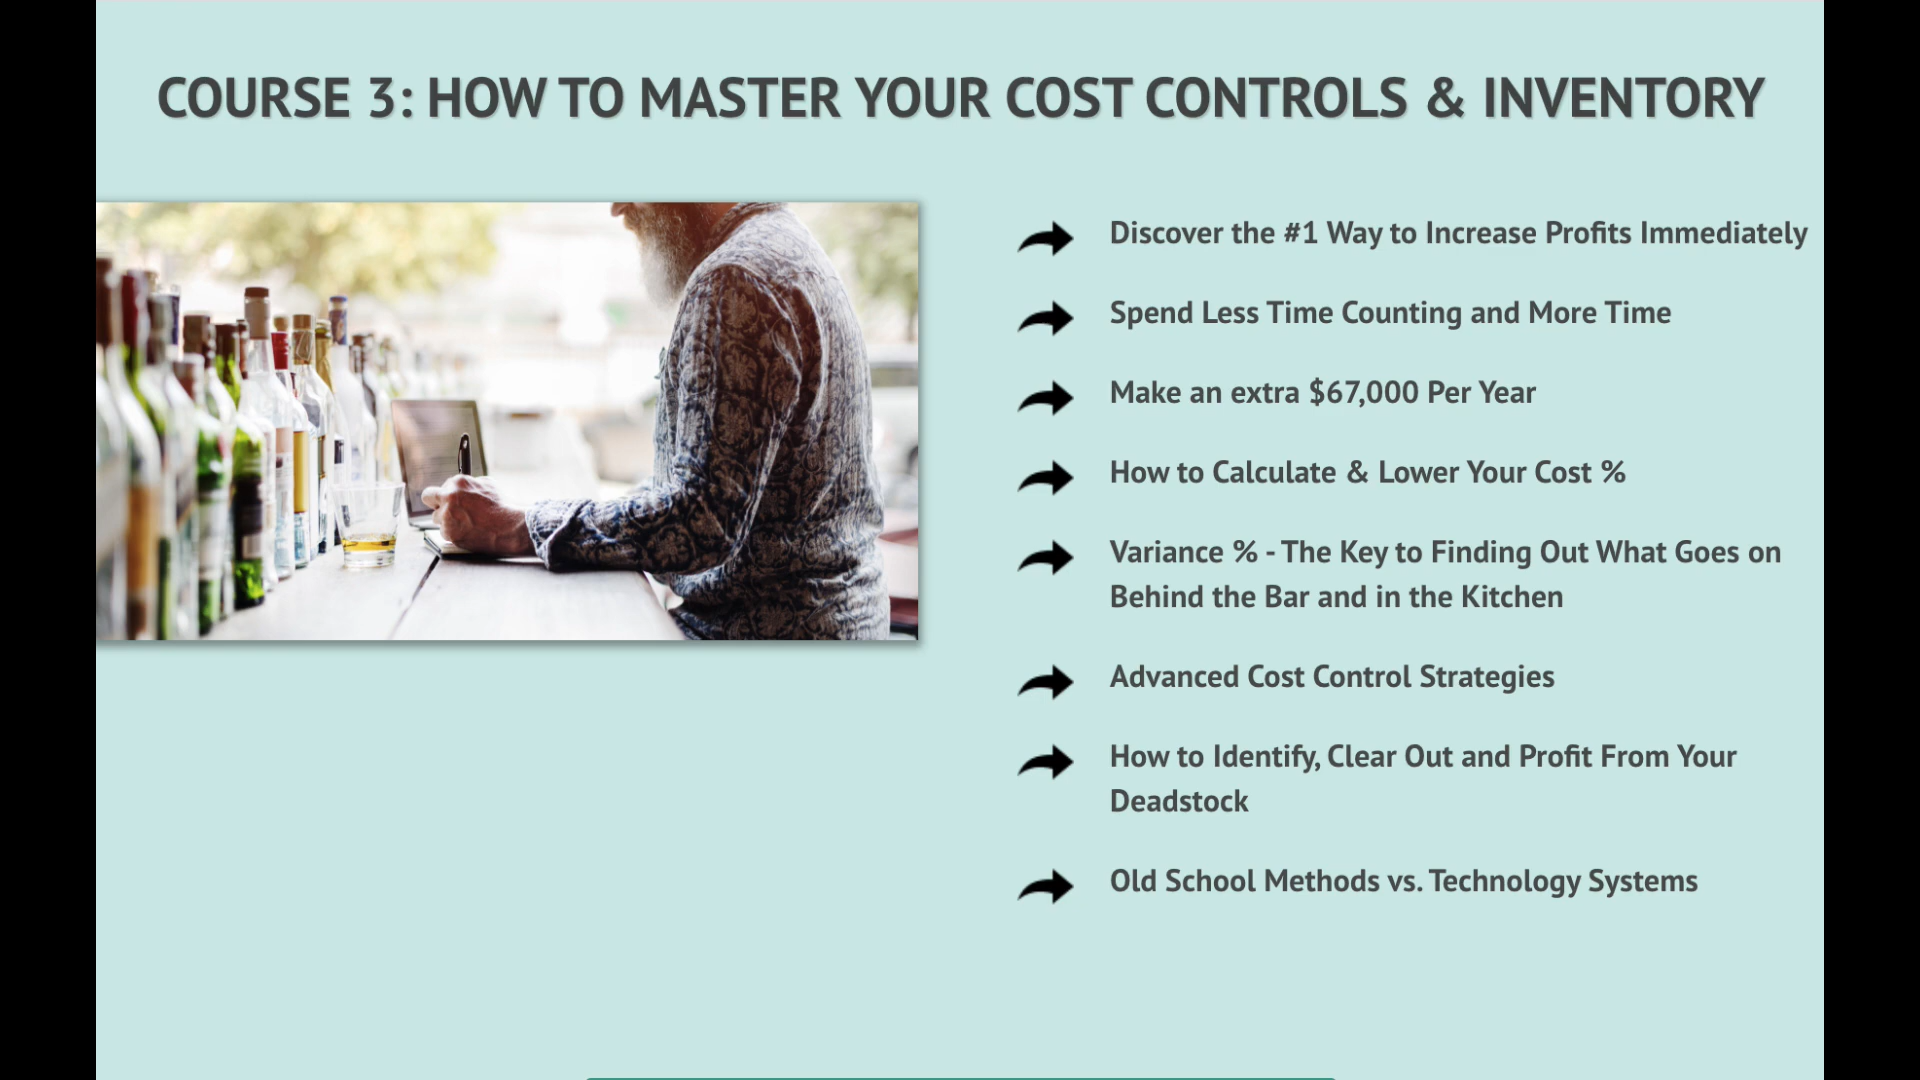 COURSE 3: HOW TO MASTER YOUR COST CONTROLS & INVENTORY
Discover the #1 Way to Increase Profits Immediately
Spend Less Time Counting and More Time
Make an extra $67,000 Per Year
How to Calculate & Lower Your Cost %
Variance % - The Key to Finding Out What Goes on
Behind the Bar and in the Kitchen
Advanced Cost Control Strategies
How to Identify, Clear Out and Profit From Your
Deadstock
Old School Methods vs. Technology Systems